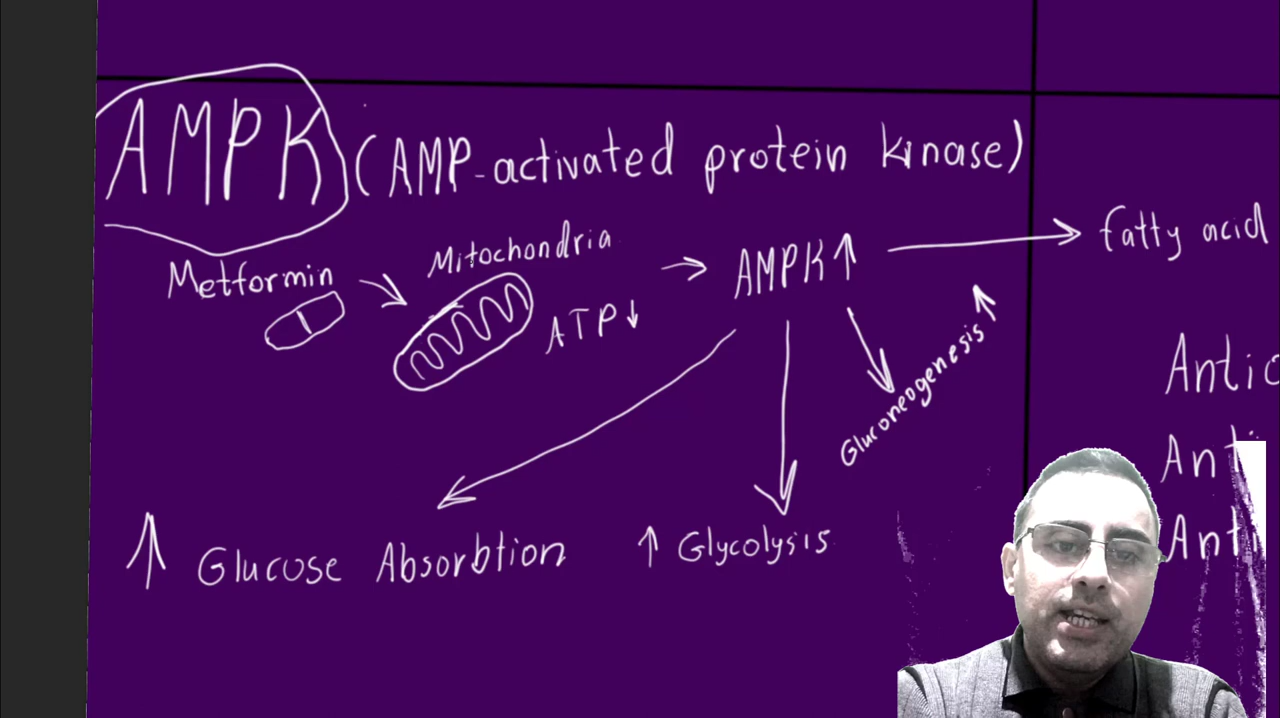 AMPK (AMP-activated protein kinase)
Metformin → Mitochondria → AMPK↑ → fatty acid
ATP↓
Gluconeogenesis↑
↑ Glucose Absorbtion
↑ Glycolysis